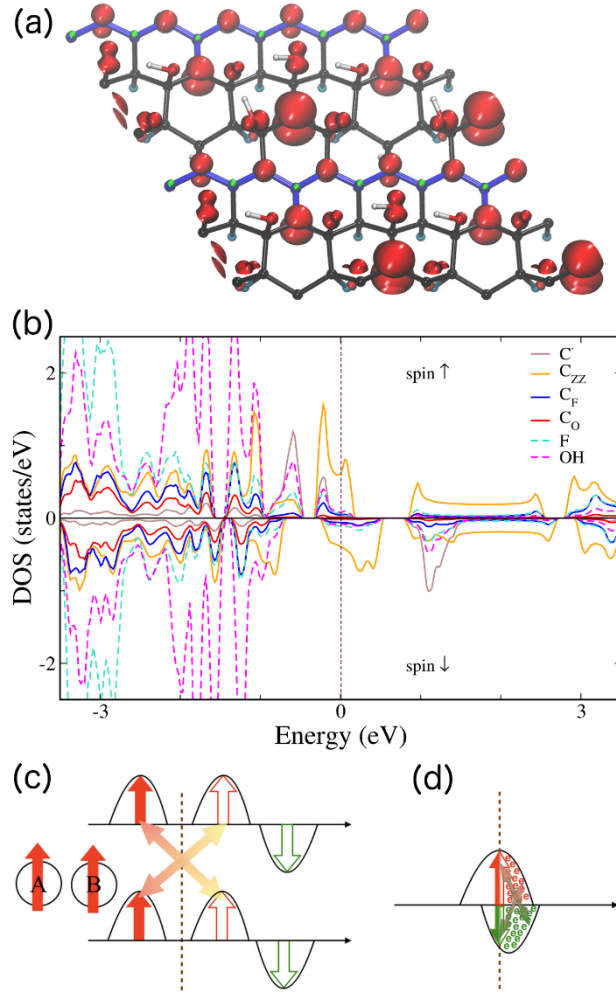 (a)
(b)
2
0
-2
DOS (states/eV)
spin ↑
spin ↓
C·
C_ZZ
C_F
C_O
F
OH
-3
0
3
Energy (eV)
(c)
(d)
A
B
e e e e e e e e e e
e e e e e e e e e e